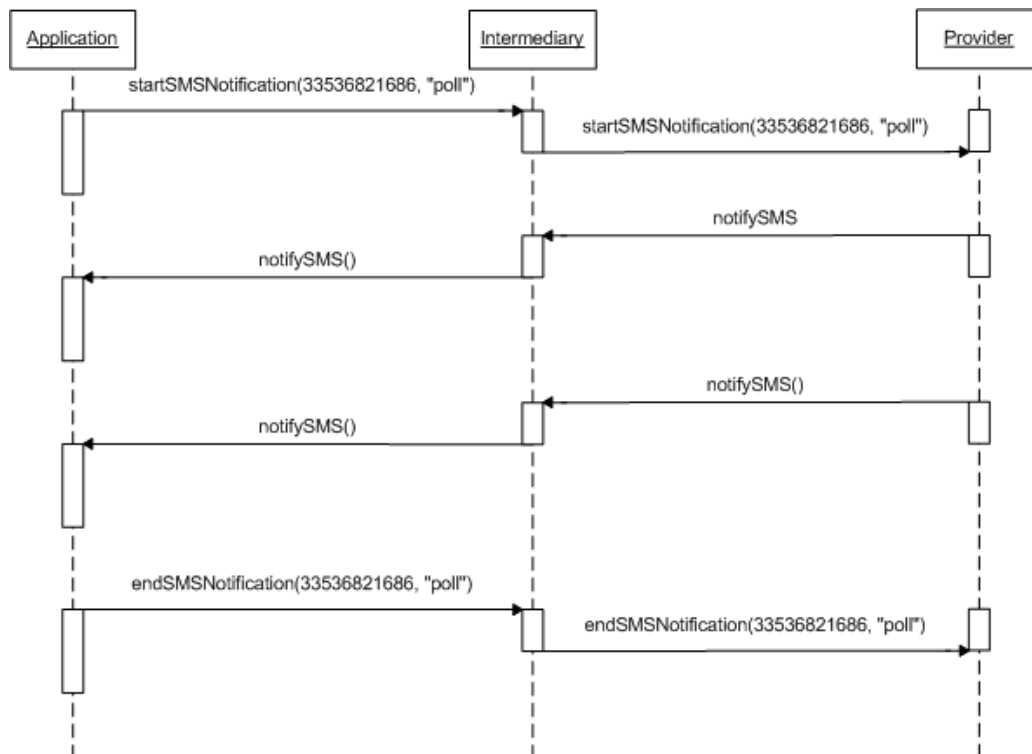 Application
Intermediary
Provider
startSMSNotification(33536821686, "poll")
startSMSNotification(33536821686, "poll")
notifySMS
notifySMS()
notifySMS()
notifySMS()
endSMSNotification(33536821686, "poll")
endSMSNotification(33536821686, "poll")